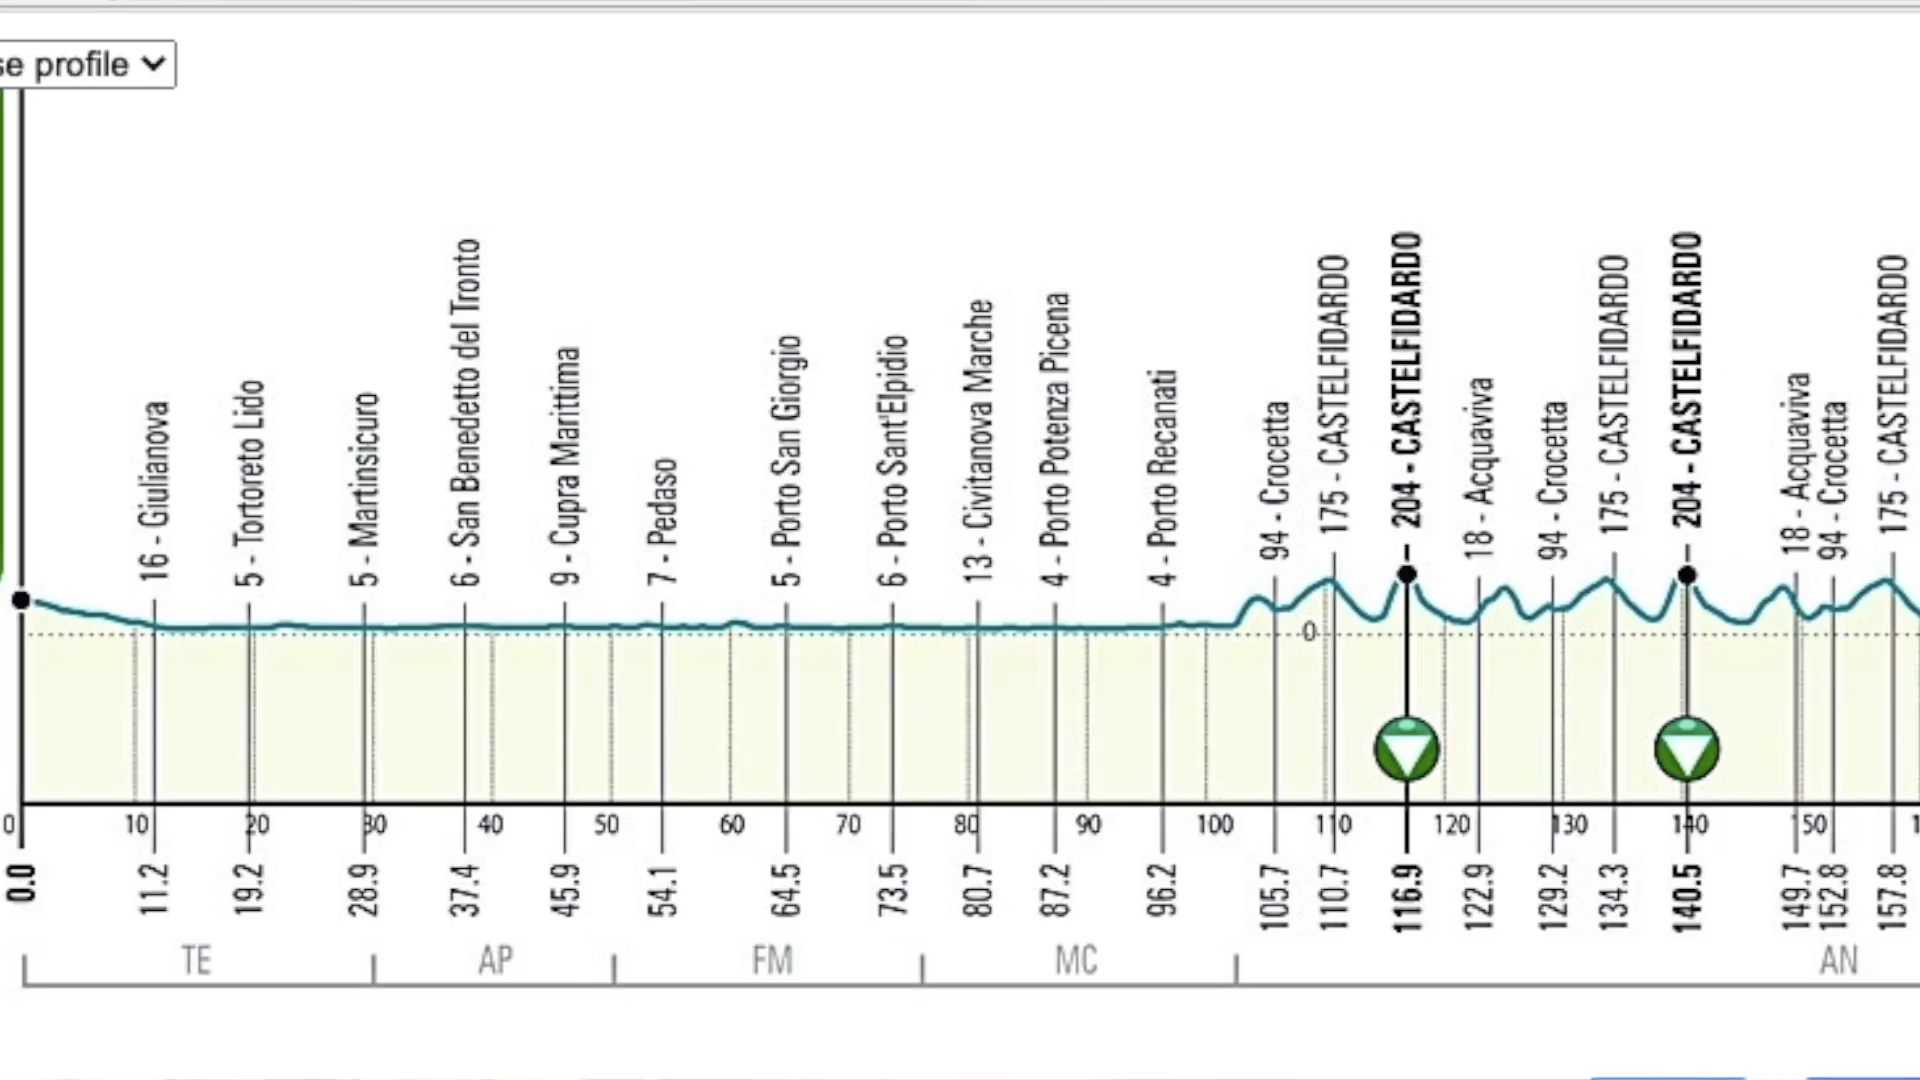 se profile
16 - Giulianova
5 - Tortoreto Lido
5 - Martinsicuro
6 - San Benedetto del Tronto
9 - Cupra Marittima
7 - Pedaso
5 - Porto San Giorgio
6 - Porto Sant'Elpidio
13 - Civitanova Marche
4 - Porto Potenza Picena
4 - Porto Recanati
94 - Crocetta
175 - CASTELFIDARDO
204 - CASTELFIDARDO
18 - Acquaviva
94 - Crocetta
175 - CASTELFIDARDO
204 - CASTELFIDARDO
18 - Acquaviva
94 - Crocetta
175 - CASTELFIDARDO
0
0 10 20 30 40 50 60 70 80 90 100 110 120 130 140 50
0.0 11.2 19.2 28.9 37.4 45.9 54.1 64.5 73.5 80.7 87.2 96.2 105.7 110.7 116.9 122.9 129.2 134.3 140.5 149.7 152.8 157.8
TE AP FM MC AN